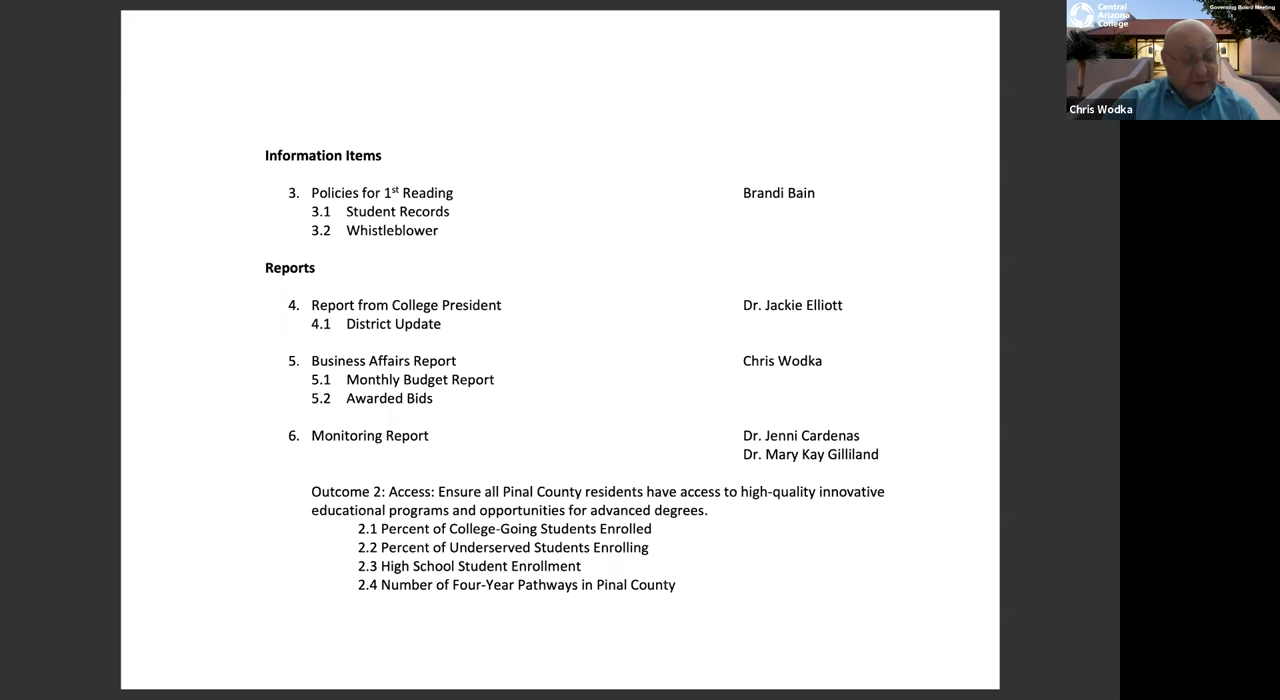 Information Items
3. Policies for 1st Reading Brandi Bain
3.1 Student Records
3.2 Whistleblower
Reports
4. Report from College President Dr. Jackie Elliott
4.1 District Update
5. Business Affairs Report Chris Wodka
5.1 Monthly Budget Report
5.2 Awarded Bids
6. Monitoring Report Dr. Jenni Cardenas
Dr. Mary Kay Gilliland
Outcome 2: Access: Ensure all Pinal County residents have access to high-quality innovative
educational programs and opportunities for advanced degrees.
2.1 Percent of College-Going Students Enrolled
2.2 Percent of Underserved Students Enrolling
2.3 High School Student Enrollment
2.4 Number of Four-Year Pathways in Pinal County
Central
Arizona
College
Governing Board Meeting
Chris Wodka